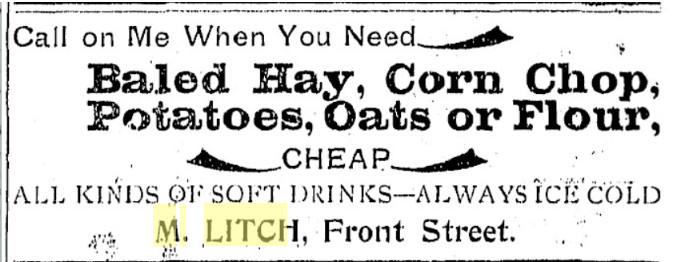 Call on Me When You Need
Baled Hay, Corn Chop,
Potatoes, Oats or Flour,
CHEAP
ALL KINDS OF SOFT DRINKS—ALWAYS ICE COLD
M. LITCH, Front Street.